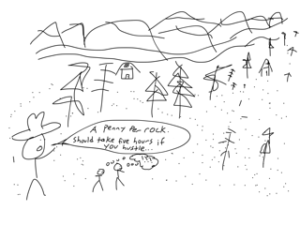 A Penny Per rock.
Should take five hours if
you hustle...